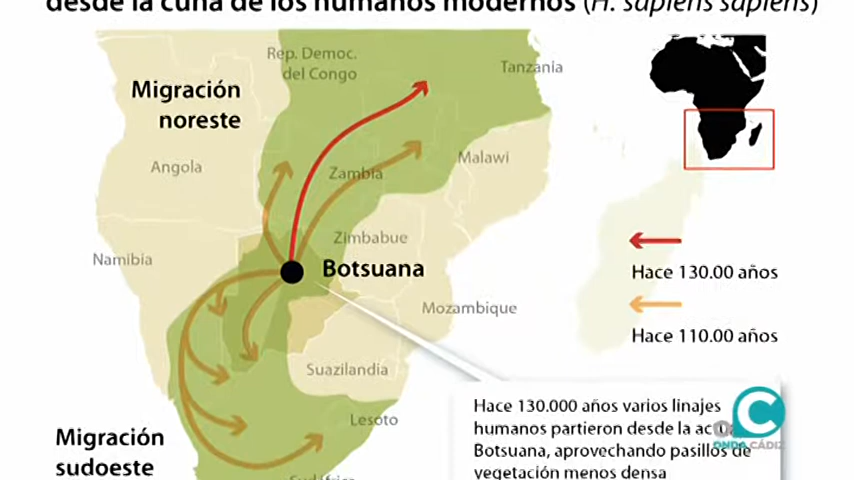 desde la cuna de los humanos modernos (H. sapiens sapiens)
Rep. Democ.
del Congo
Tanzania
Migración
noreste
Angola
Zambia
Malawi
Zimbabue
Namibia
Botsuana
Mozambique
Hace 130.00 años
Hace 110.00 años
Suazilandia
Lesoto
Migración
sudoeste
Sudáfrica
Hace 130.000 años varios linajes
humanos partieron desde la
Botsuana, aprovechando pasillos de
vegetación menos densa
ONDA CÁDIZ